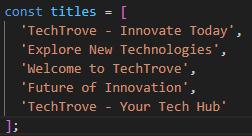 const titles = [
'TechTrove - Innovate Today',
'Explore New Technologies',
'Welcome to TechTrove',
'Future of Innovation',
'TechTrove - Your Tech Hub'
];